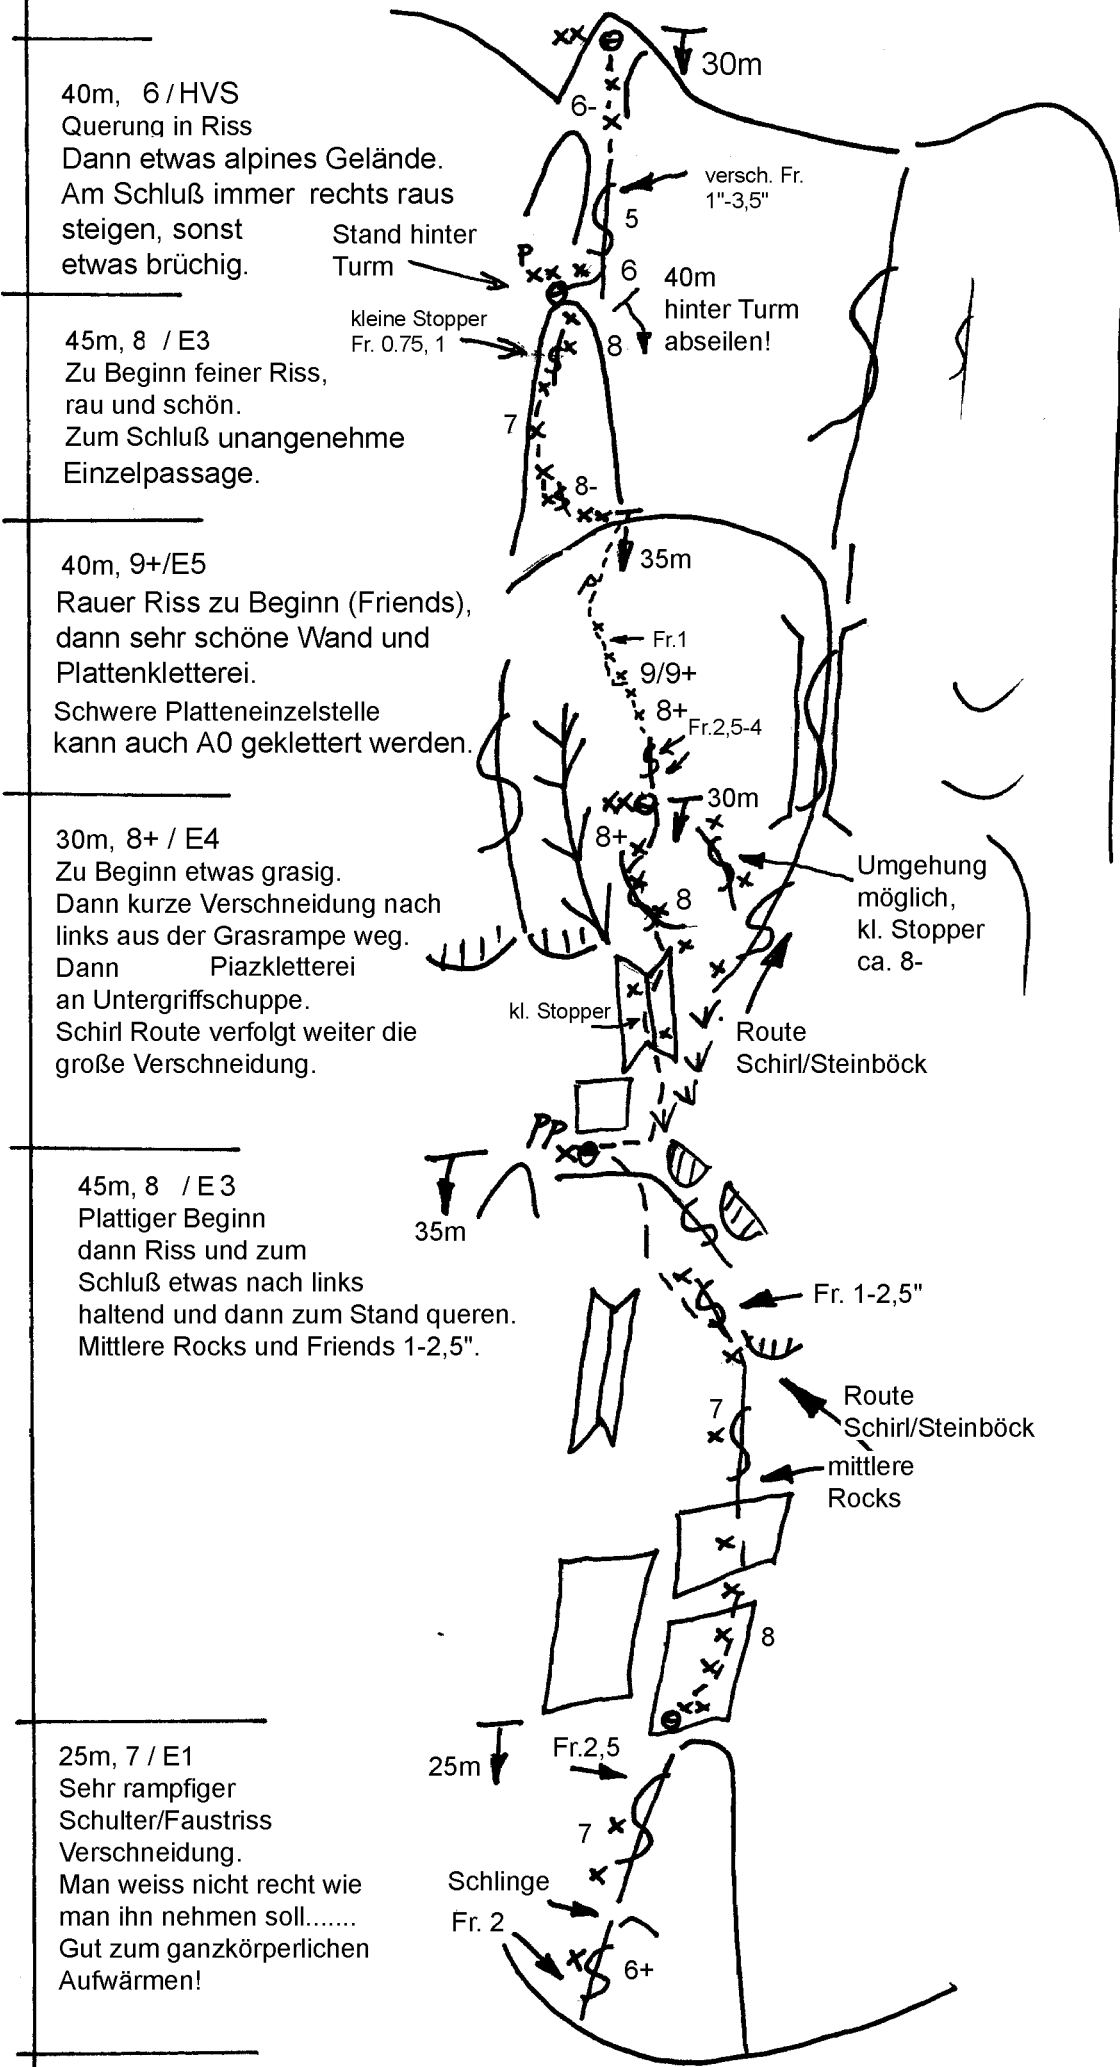 30m
40m, 6 / HVS
Querung in Riss
Dann etwas alpines Gelände.
Am Schluß immer rechts raus
steigen, sonst
etwas brüchig.
6-
versch. Fr.
1"-3,5"
5
Stand hinter
Turm
P
6
40m
hinter Turm
abseilen!
45m, 8 / E3
Zu Beginn feiner Riss,
rau und schön.
Zum Schluß unangenehme
Einzelpassage.
kleine Stopper
Fr. 0.75, 1
8
7
8-
35m
40m, 9+/E5
Rauer Riss zu Beginn (Friends),
dann sehr schöne Wand und
Plattenkletterei.
Schwere Platteneinzelstelle
kann auch A0 geklettert werden.
P
Fr.1
9/9+
8+
Fr.2,5-4
30m
30m, 8+ / E4
Zu Beginn etwas grasig.
Dann kurze Verschneidung nach
links aus der Grasrampe weg.
Dann Piazkletterei
an Untergriffschuppe.
Schirl Route verfolgt weiter die
große Verschneidung.
8+
8
Umgehung
möglich,
kl. Stopper
ca. 8-
kl. Stopper
Route
Schirl/Steinböck
PP
35m
45m, 8 / E3
Plattiger Beginn
dann Riss und zum
Schluß etwas nach links
haltend und dann zum Stand queren.
Mittlere Rocks und Friends 1-2,5".
Fr. 1-2,5"
7
Route
Schirl/Steinböck
mittlere
Rocks
8
25m
25m, 7 / E1
Sehr rampfiger
Schulter/Faustriss
Verschneidung.
Man weiss nicht recht wie
man ihn nehmen soll.......
Gut zum ganzkörperlichen
Aufwärmen!
Fr.2,5
7
Schlinge
Fr. 2
6+